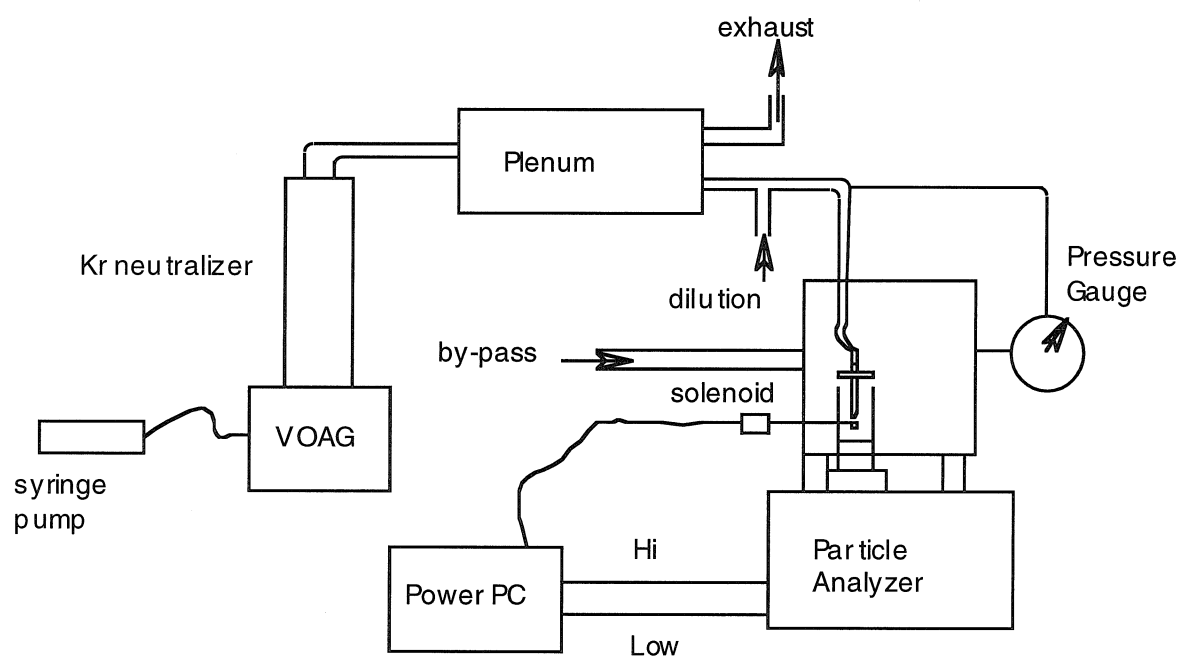 exhaust
Plenum
Kr neutralizer
Pressure
Gauge
dilution
by-pass
solenoid
VOAG
syringe
pump
Hi
Particle
Analyzer
Power PC
Low